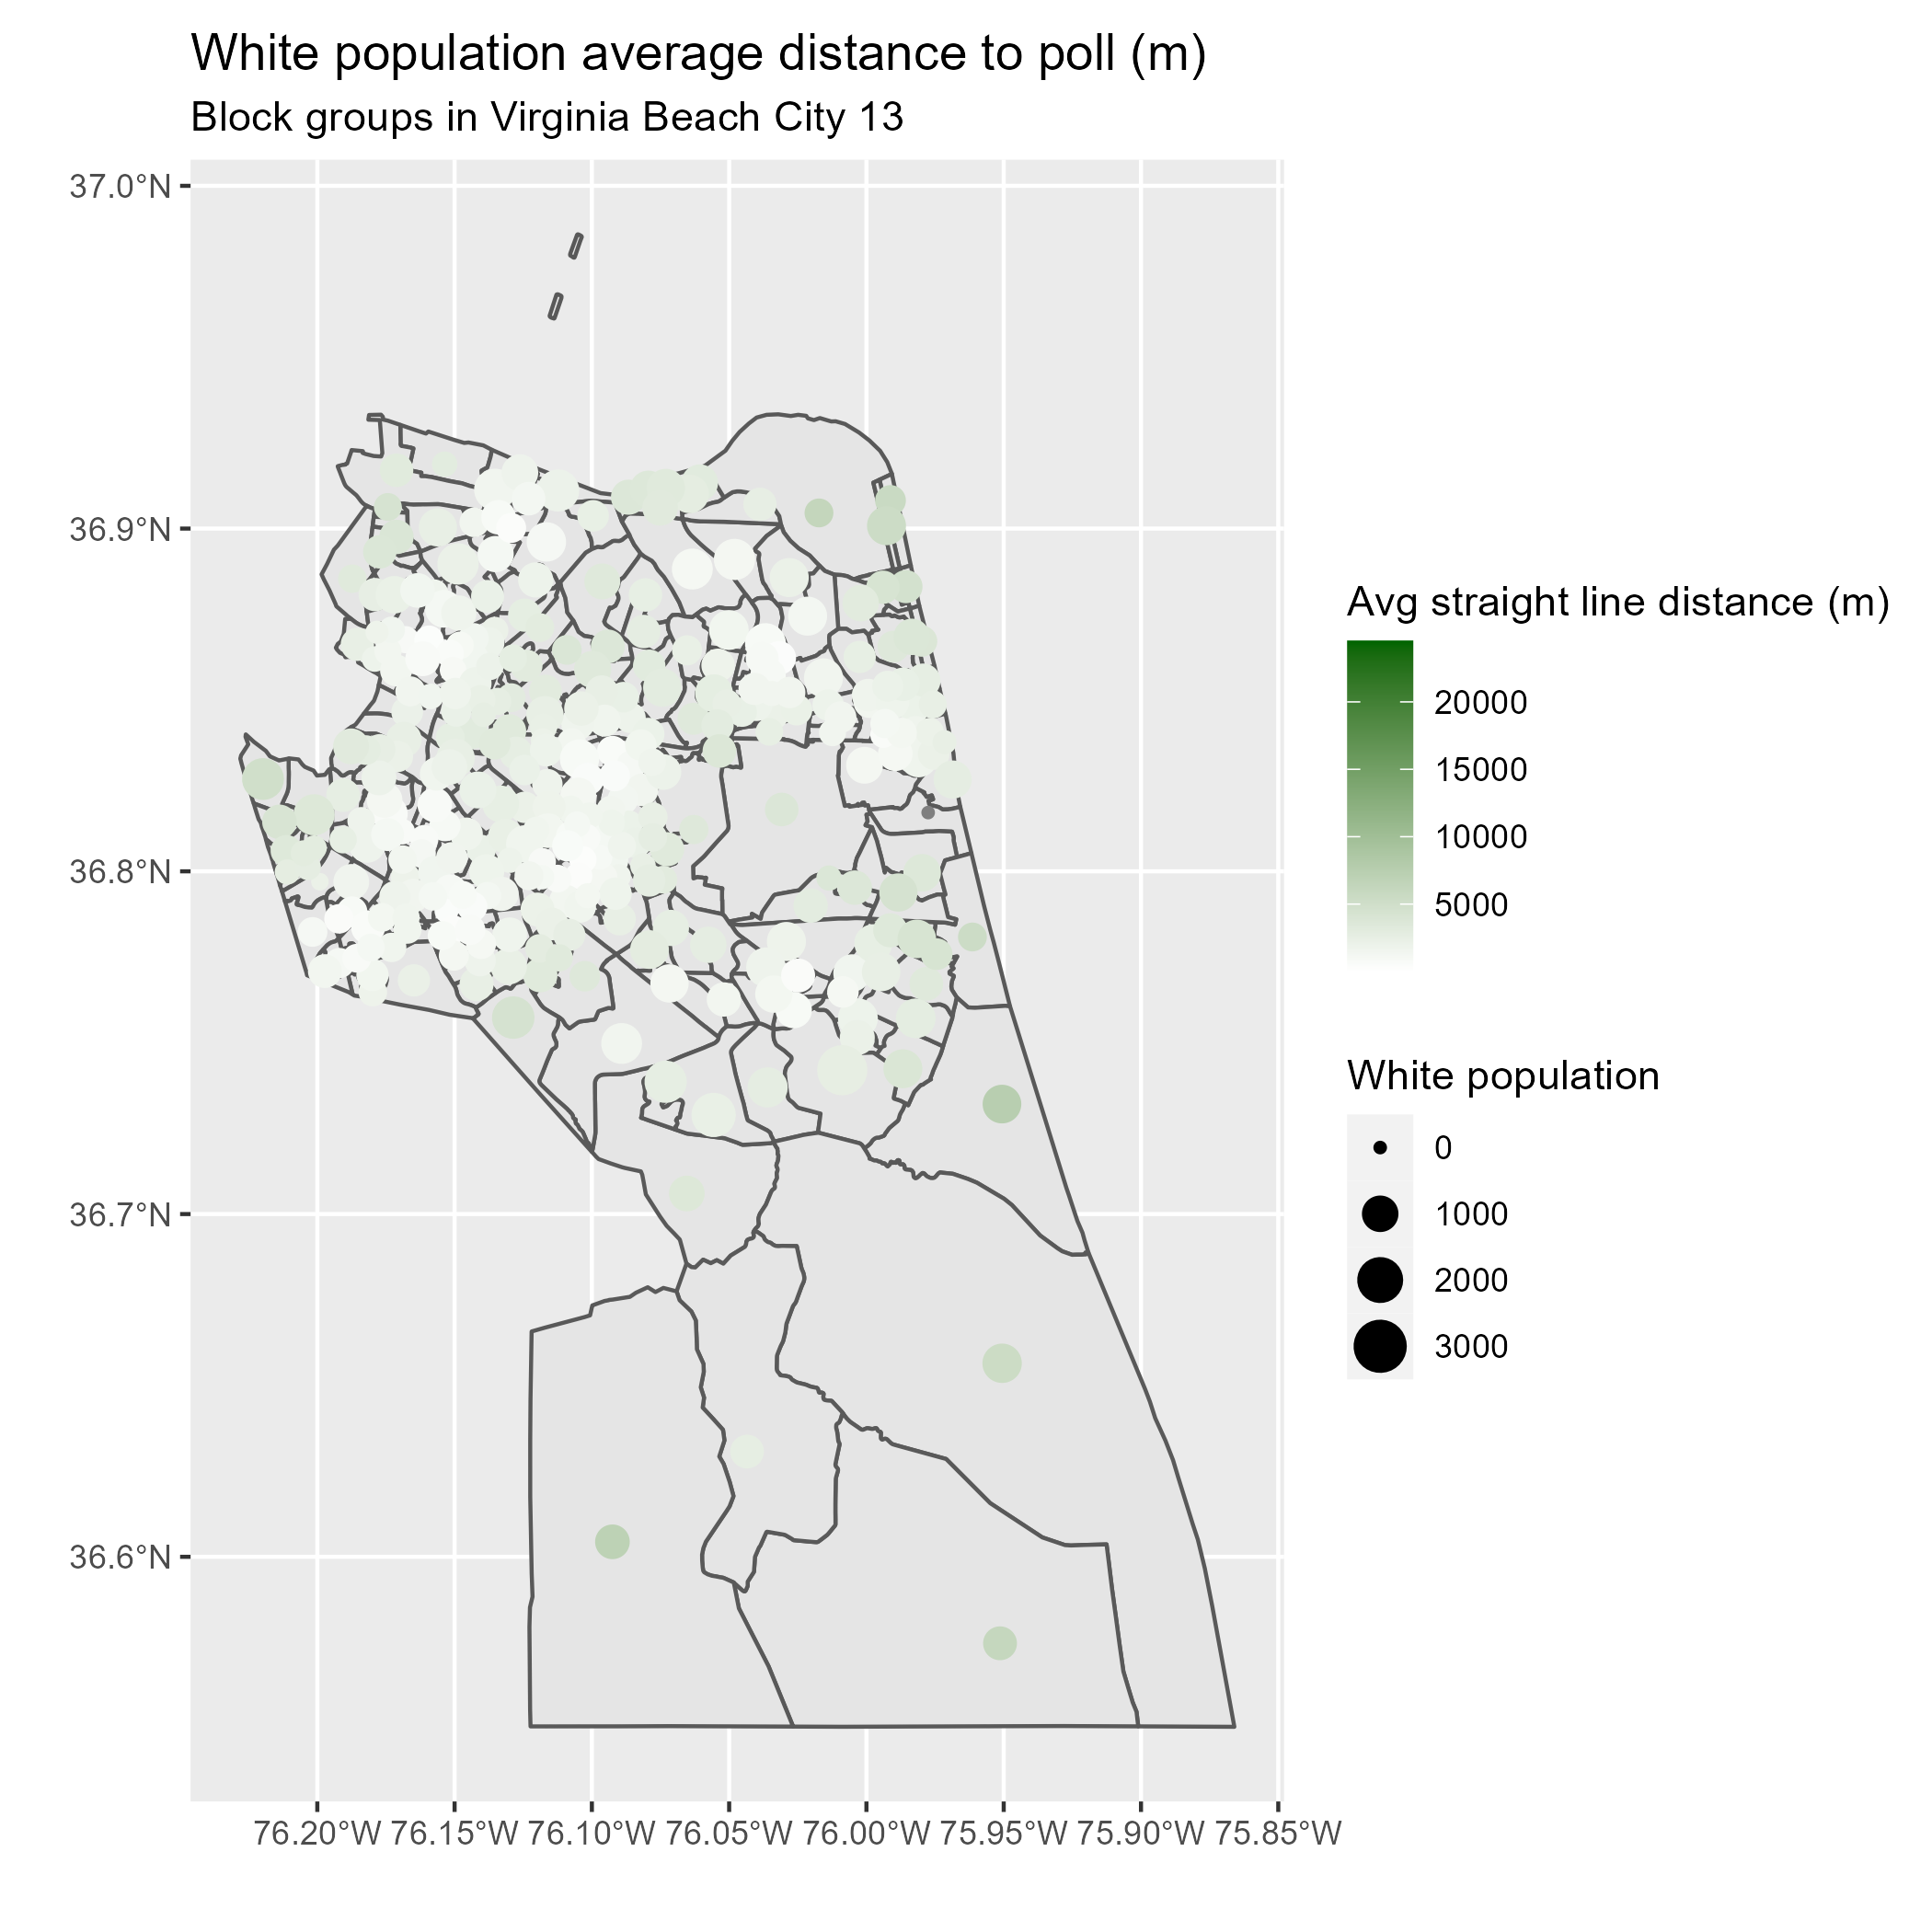 White population average distance to poll (m)
Block groups in Virginia Beach City 13
37.0°N
36.9°N
36.8°N
36.7°N
36.6°N
76.20°W 76.15°W 76.10°W 76.05°W 76.00°W 75.95°W 75.90°W 75.85°W
Avg straight line distance (m)
20000
15000
10000
5000
White population
0
1000
2000
3000